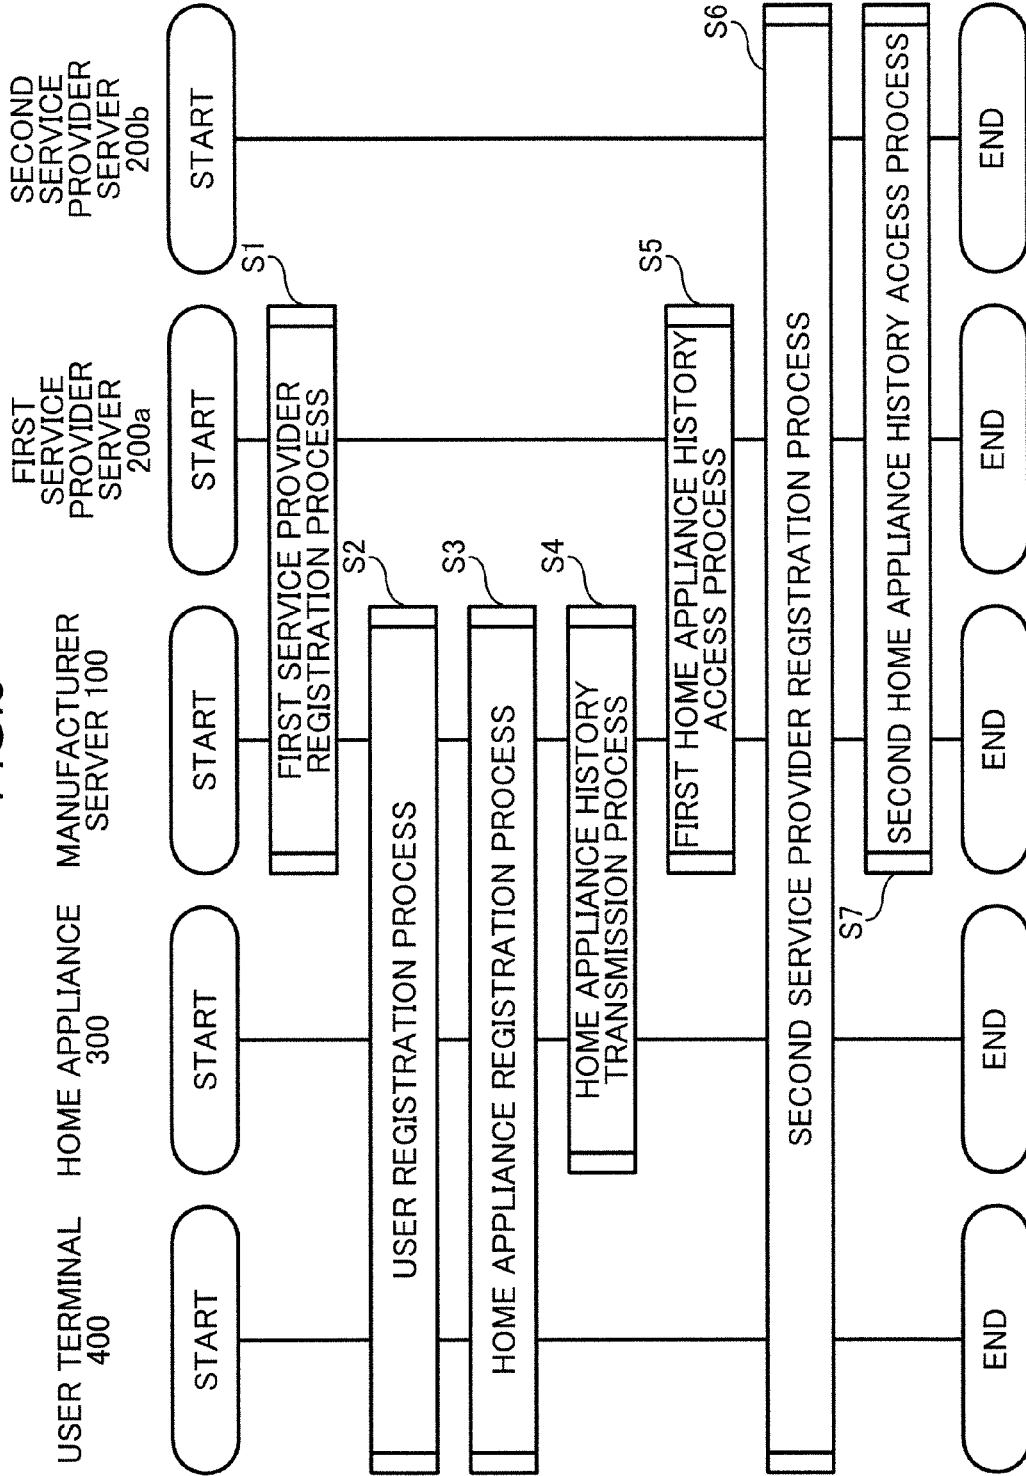 USER TERMINAL
400
HOME APPLIANCE
300
MANUFACTURER
SERVER 100
FIRST
SERVICE
PROVIDER
SERVER
200a
SECOND
SERVICE
PROVIDER
SERVER
200b
START
START
START
START
START
S1
FIRST SERVICE PROVIDER
REGISTRATION PROCESS
S2
USER REGISTRATION PROCESS
S3
HOME APPLIANCE REGISTRATION PROCESS
S4
HOME APPLIANCE HISTORY
TRANSMISSION PROCESS
S5
FIRST HOME APPLIANCE HISTORY
ACCESS PROCESS
S6
SECOND SERVICE PROVIDER REGISTRATION PROCESS
S7
SECOND HOME APPLIANCE HISTORY ACCESS PROCESS
END
END
END
END
END